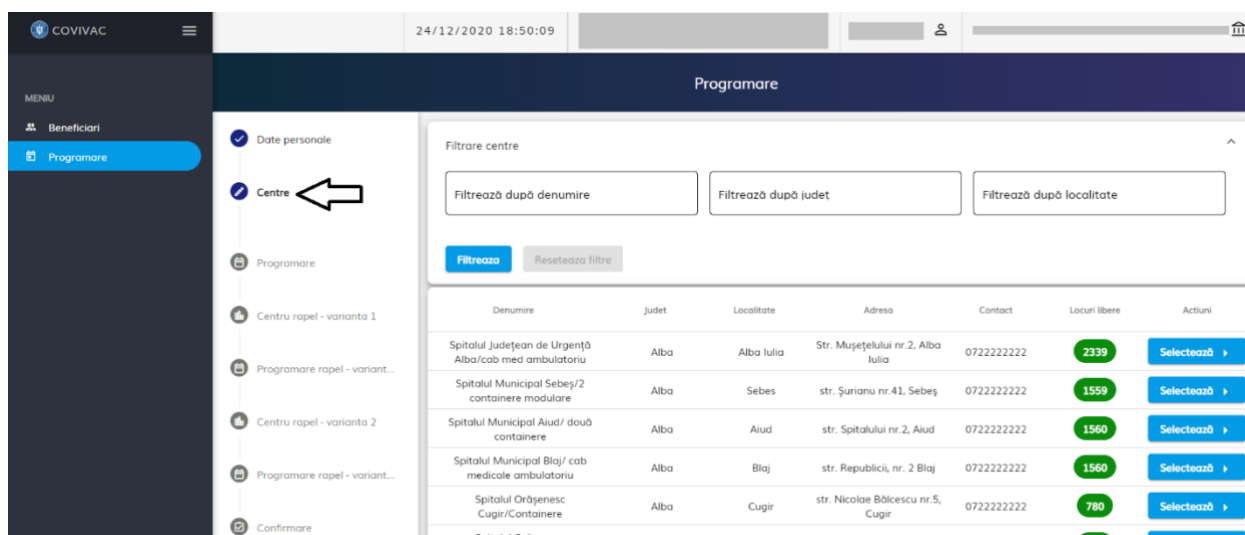 COVIVAC
24/12/2020 18:50:09
Programare
MENIU
Beneficiari
Programare
Date personale
Centre
Programare
Centru rapel - varianta 1
Programare rapel - variant...
Centru rapel - varianta 2
Programare rapel - variant...
Confirmare
Filtrare centre
Filtrează după denumire
Filtrează după județ
Filtrează după localitate
Filtreaza
Reseteaza filtre
Denumire Judet Localitate Adresa Contact Locuri libere Actiuni
Spitalul Județean de Urgență
Alba/cab med ambulatoriu
Alba
Alba Iulia
Str. Mușețelului nr.2, Alba
Iulia
0722222222
2339
Selectează
Spitalul Municipal Sebeș/2
containere modulare
Alba
Sebes
str. Șurianu nr.41, Sebeș
0722222222
1559
Selectează
Spitalul Municipal Aiud/ două
containere
Alba
Aiud
str. Spitalului nr.2, Aiud
0722222222
1560
Selectează
Spitalul Municipal Blaj/ cab
medicale ambulatoriu
Alba
Blaj
str. Republicii, nr. 2 Blaj
0722222222
1560
Selectează
Spitalul Orășenesc
Cugir/Containere
Alba
Cugir
str. Nicolae Bălcescu nr.5,
Cugir
0722222222
780
Selectează